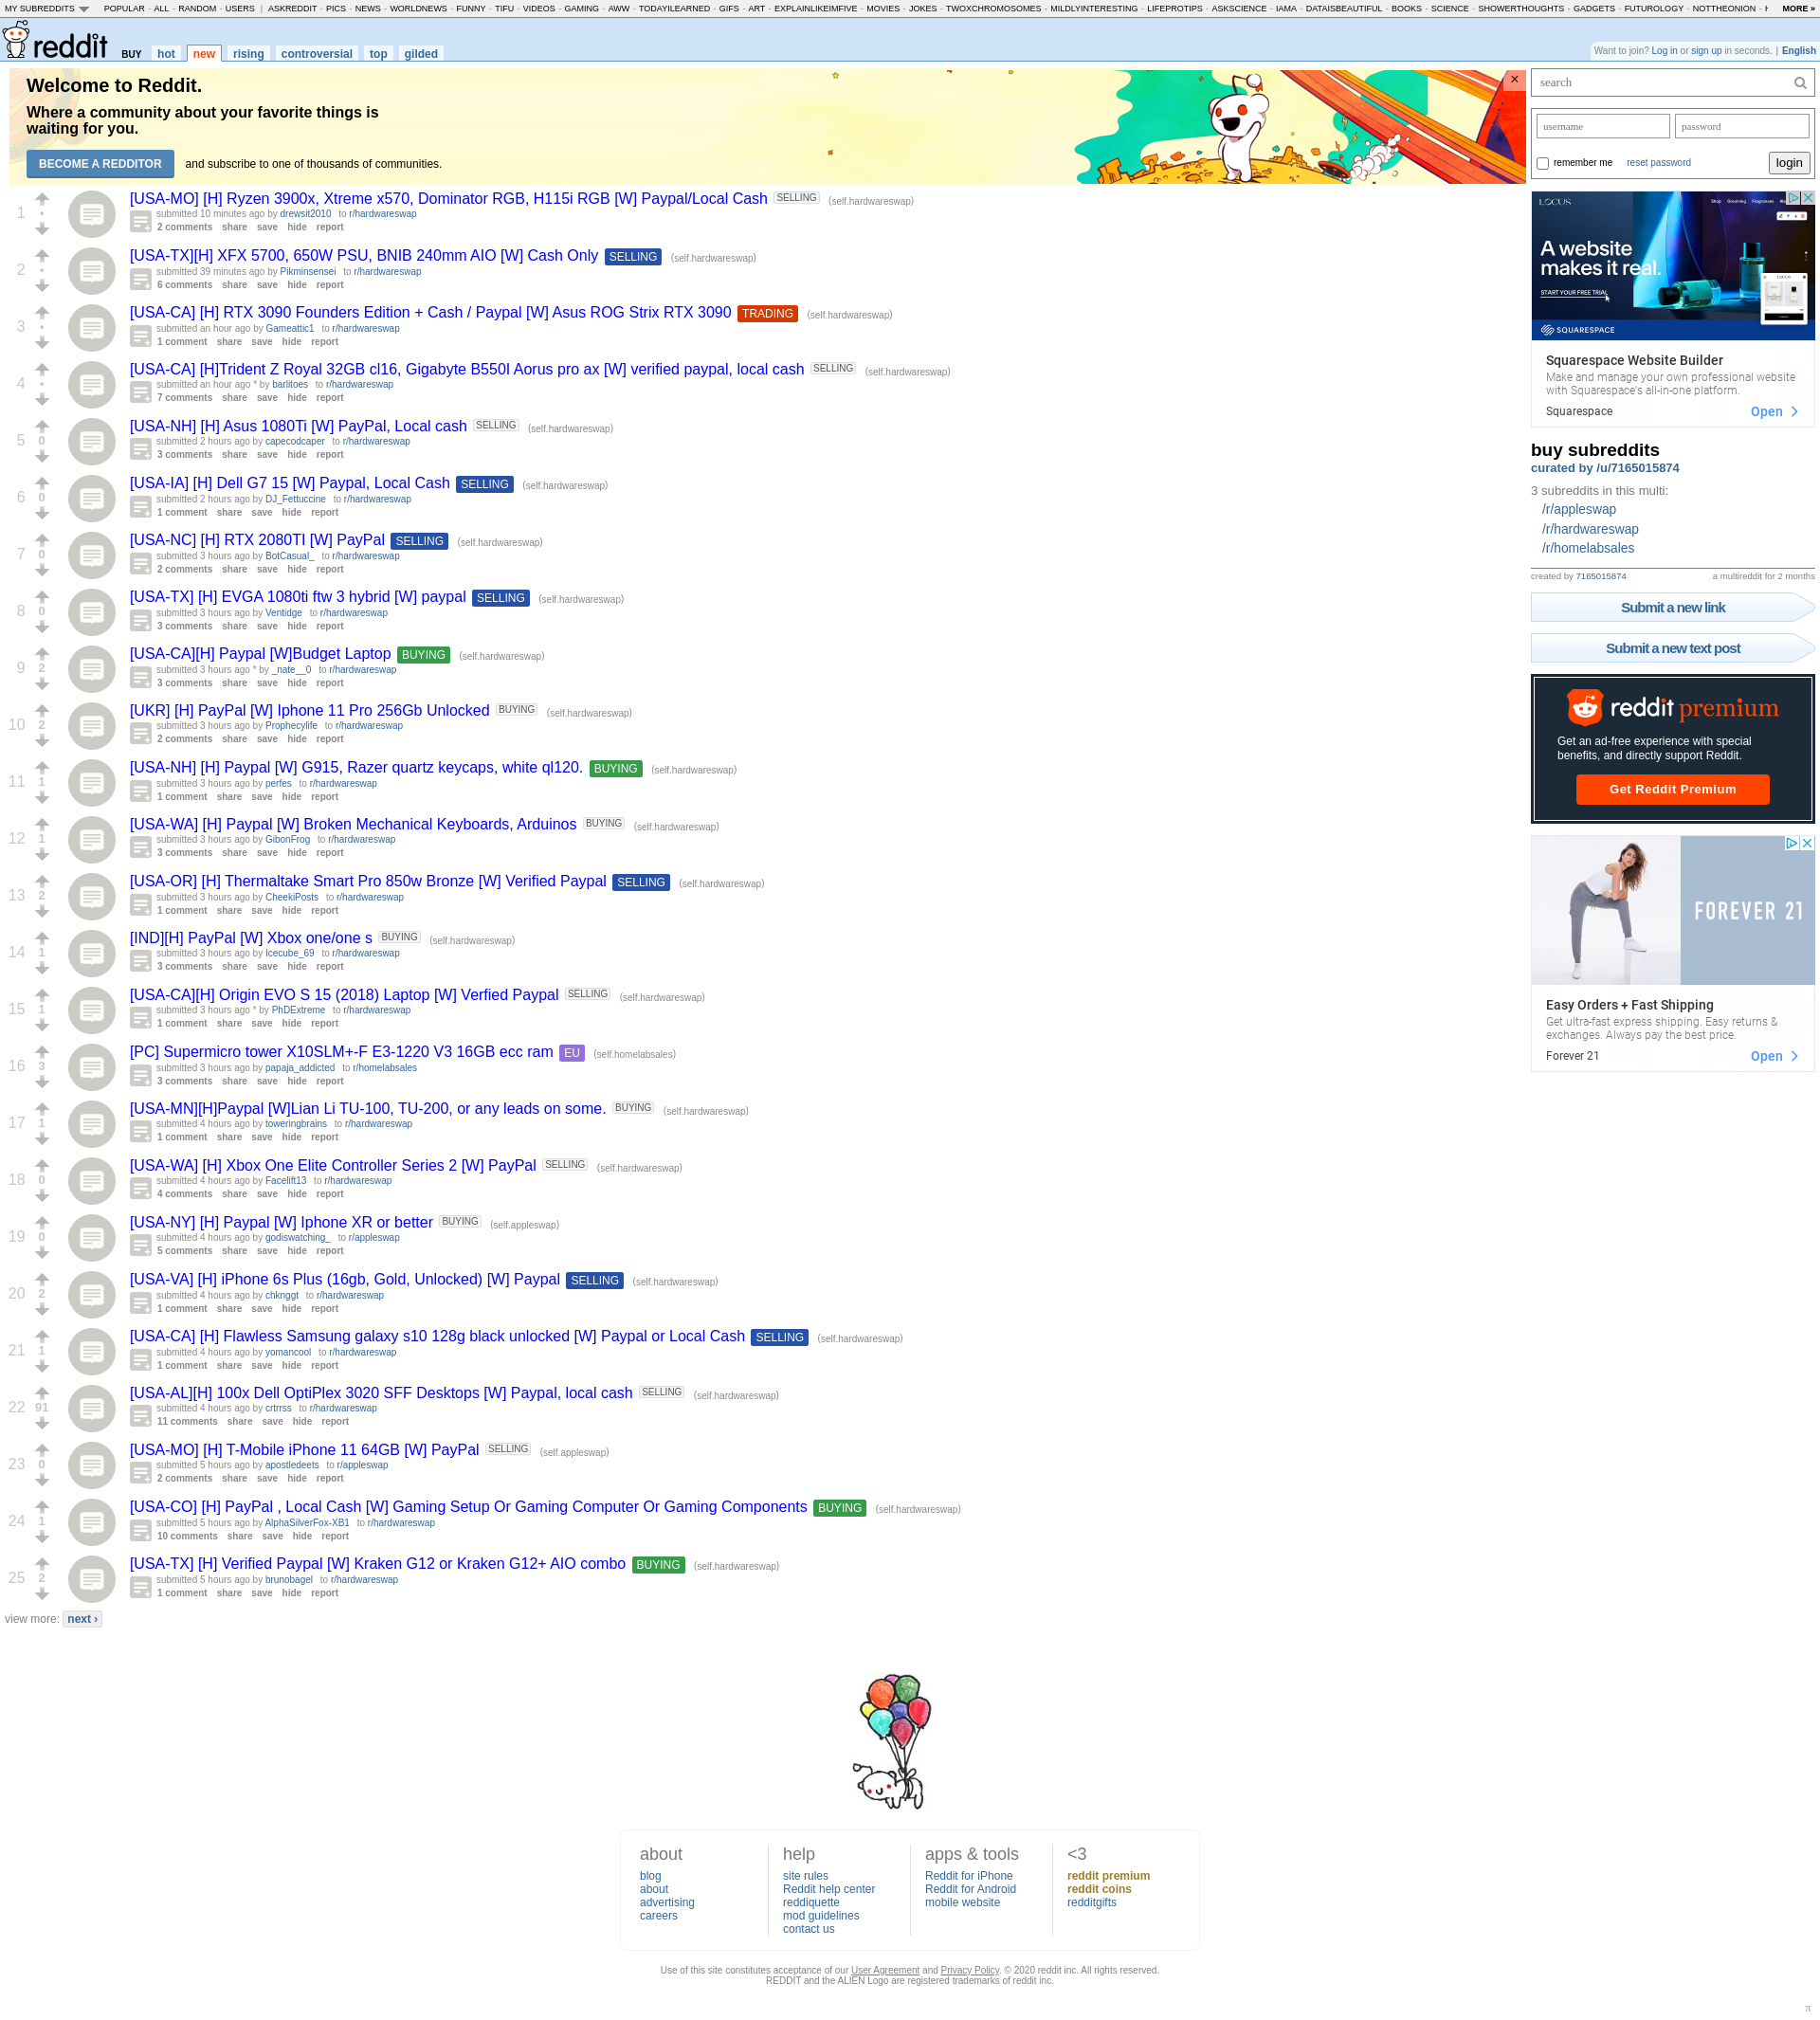 MY SUBREDDITS POPULAR - ALL - RANDOM - USERS | ASKREDDIT - PICS - NEWS - WORLDNEWS - FUNNY - TIFU - VIDEOS - GAMING - AWW - TODAYILEARNED - GIFS - ART - EXPLAINLIKEIMFIVE - MOVIES - JOKES - TWOXCHROMOSOMES - MILDLYINTERESTING - LIFEPROTIPS - ASKSCIENCE - IAMA - DATAISBEAUTIFUL - BOOKS - SCIENCE - SHOWERTHOUGHTS - GADGETS - FUTUROLOGY - NOTTHEONION - MORE »
reddit BUY hot new rising controversial top gilded
Want to join? Log in or sign up in seconds. | English
Welcome to Reddit.
Where a community about your favorite things is
waiting for you.
BECOME A REDDITOR and subscribe to one of thousands of communities.
×
1
[USA-MO] [H] Ryzen 3900x, Xtreme x570, Dominator RGB, H115i RGB [W] Paypal/Local Cash SELLING (self.hardwareswap)
submitted 10 minutes ago by drewsit2010 to r/hardwareswap
2 comments share save hide report
2
[USA-TX][H] XFX 5700, 650W PSU, BNIB 240mm AIO [W] Cash Only SELLING (self.hardwareswap)
submitted 39 minutes ago by Pikminsensei to r/hardwareswap
6 comments share save hide report
3
[USA-CA] [H] RTX 3090 Founders Edition + Cash / Paypal [W] Asus ROG Strix RTX 3090 TRADING (self.hardwareswap)
submitted an hour ago by Gameattic1 to r/hardwareswap
1 comment share save hide report
4
[USA-CA] [H]Trident Z Royal 32GB cl16, Gigabyte B550I Aorus pro ax [W] verified paypal, local cash SELLING (self.hardwareswap)
submitted an hour ago * by barlitoes to r/hardwareswap
7 comments share save hide report
5 0
[USA-NH] [H] Asus 1080Ti [W] PayPal, Local cash SELLING (self.hardwareswap)
submitted 2 hours ago by capecodcaper to r/hardwareswap
3 comments share save hide report
6 0
[USA-IA] [H] Dell G7 15 [W] Paypal, Local Cash SELLING (self.hardwareswap)
submitted 2 hours ago by DJ_Fettuccine to r/hardwareswap
1 comment share save hide report
7 0
[USA-NC] [H] RTX 2080TI [W] PayPal SELLING (self.hardwareswap)
submitted 3 hours ago by BotCasual_ to r/hardwareswap
2 comments share save hide report
8 0
[USA-TX] [H] EVGA 1080ti ftw 3 hybrid [W] paypal SELLING (self.hardwareswap)
submitted 3 hours ago by Ventidge to r/hardwareswap
3 comments share save hide report
9 2
[USA-CA][H] Paypal [W]Budget Laptop BUYING (self.hardwareswap)
submitted 3 hours ago * by _nate__0 to r/hardwareswap
3 comments share save hide report
10 2
[UKR] [H] PayPal [W] Iphone 11 Pro 256Gb Unlocked BUYING (self.hardwareswap)
submitted 3 hours ago by Prophecylife to r/hardwareswap
2 comments share save hide report
11 1
[USA-NH] [H] Paypal [W] G915, Razer quartz keycaps, white ql120. BUYING (self.hardwareswap)
submitted 3 hours ago by perfes to r/hardwareswap
1 comment share save hide report
12 1
[USA-WA] [H] Paypal [W] Broken Mechanical Keyboards, Arduinos BUYING (self.hardwareswap)
submitted 3 hours ago by GibonFrog to r/hardwareswap
3 comments share save hide report
13 2
[USA-OR] [H] Thermaltake Smart Pro 850w Bronze [W] Verified Paypal SELLING (self.hardwareswap)
submitted 3 hours ago by CheekiPosts to r/hardwareswap
1 comment share save hide report
14 1
[IND][H] PayPal [W] Xbox one/one s BUYING (self.hardwareswap)
submitted 3 hours ago by Icecube_69 to r/hardwareswap
3 comments share save hide report
15 1
[USA-CA][H] Origin EVO S 15 (2018) Laptop [W] Verfied Paypal SELLING (self.hardwareswap)
submitted 3 hours ago * by PhDExtreme to r/hardwareswap
1 comment share save hide report
16 3
[PC] Supermicro tower X10SLM+-F E3-1220 V3 16GB ecc ram EU (self.homelabsales)
submitted 3 hours ago by papaja_addicted to r/homelabsales
3 comments share save hide report
17 1
[USA-MN][H]Paypal [W]Lian Li TU-100, TU-200, or any leads on some. BUYING (self.hardwareswap)
submitted 4 hours ago by toweringbrains to r/hardwareswap
1 comment share save hide report
18 0
[USA-WA] [H] Xbox One Elite Controller Series 2 [W] PayPal SELLING (self.hardwareswap)
submitted 4 hours ago by Facelift13 to r/hardwareswap
4 comments share save hide report
19 0
[USA-NY] [H] Paypal [W] Iphone XR or better BUYING (self.appleswap)
submitted 4 hours ago by godiswatching_ to r/appleswap
5 comments share save hide report
20 2
[USA-VA] [H] iPhone 6s Plus (16gb, Gold, Unlocked) [W] Paypal SELLING (self.hardwareswap)
submitted 4 hours ago by chknggt to r/hardwareswap
1 comment share save hide report
21 1
[USA-CA] [H] Flawless Samsung galaxy s10 128g black unlocked [W] Paypal or Local Cash SELLING (self.hardwareswap)
submitted 4 hours ago by yomancool to r/hardwareswap
1 comment share save hide report
22 91
[USA-AL][H] 100x Dell OptiPlex 3020 SFF Desktops [W] Paypal, local cash SELLING (self.hardwareswap)
submitted 4 hours ago by crtrrss to r/hardwareswap
11 comments share save hide report
23 0
[USA-MO] [H] T-Mobile iPhone 11 64GB [W] PayPal SELLING (self.appleswap)
submitted 5 hours ago by apostledeets to r/appleswap
2 comments share save hide report
24 1
[USA-CO] [H] PayPal , Local Cash [W] Gaming Setup Or Gaming Computer Or Gaming Components BUYING (self.hardwareswap)
submitted 5 hours ago by AlphaSilverFox-XB1 to r/hardwareswap
10 comments share save hide report
25 2
[USA-TX] [H] Verified Paypal [W] Kraken G12 or Kraken G12+ AIO combo BUYING (self.hardwareswap)
submitted 5 hours ago by brunobagel to r/hardwareswap
1 comment share save hide report
view more: next ›
search
username password
remember me reset password login
LOCUS Shop Grooming Fragrances
A website
makes it real.
START YOUR FREE TRIAL
SQUARESPACE
Squarespace Website Builder
Make and manage your own professional website
with Squarespace's all-in-one platform.
Squarespace Open
buy subreddits
curated by /u/7165015874
3 subreddits in this multi:
/r/appleswap
/r/hardwareswap
/r/homelabsales
created by 7165015874 a multireddit for 2 months
Submit a new link
Submit a new text post
reddit premium
Get an ad-free experience with special
benefits, and directly support Reddit.
Get Reddit Premium
FOREVER 21
Easy Orders + Fast Shipping
Get ultra-fast express shipping. Easy returns &
exchanges. Always pay the best price.
Forever 21 Open
about
blog
about
advertising
careers
help
site rules
Reddit help center
reddiquette
mod guidelines
contact us
apps & tools
Reddit for iPhone
Reddit for Android
mobile website
<3
reddit premium
reddit coins
redditgifts
Use of this site constitutes acceptance of our User Agreement and Privacy Policy. © 2020 reddit inc. All rights reserved.
REDDIT and the ALIEN Logo are registered trademarks of reddit inc.
π